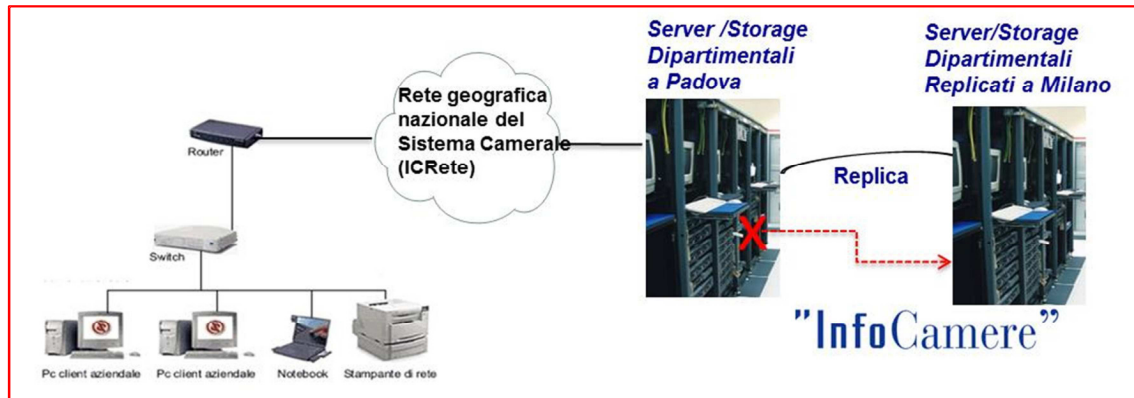 Server /Storage
Dipartimentali
a Padova
Server/Storage
Dipartimentali
Replicati a Milano
Rete geografica
nazionale del
Sistema Camerale
(ICRete)
Router
Replica
X
Switch
"InfoCamere"
Pc client aziendale
Pc client aziendale
Notebook
Stampante di rete